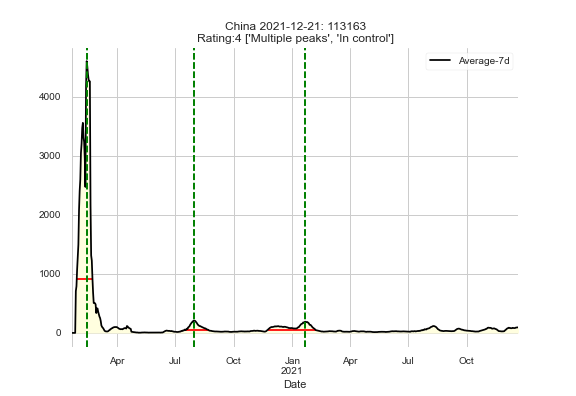 China 2021-12-21: 113163
Rating:4 ['Multiple peaks', 'In control']
Average-7d
4000
3000
2000
1000
0
Apr Jul Oct Jan Apr Jul Oct
2021
Date